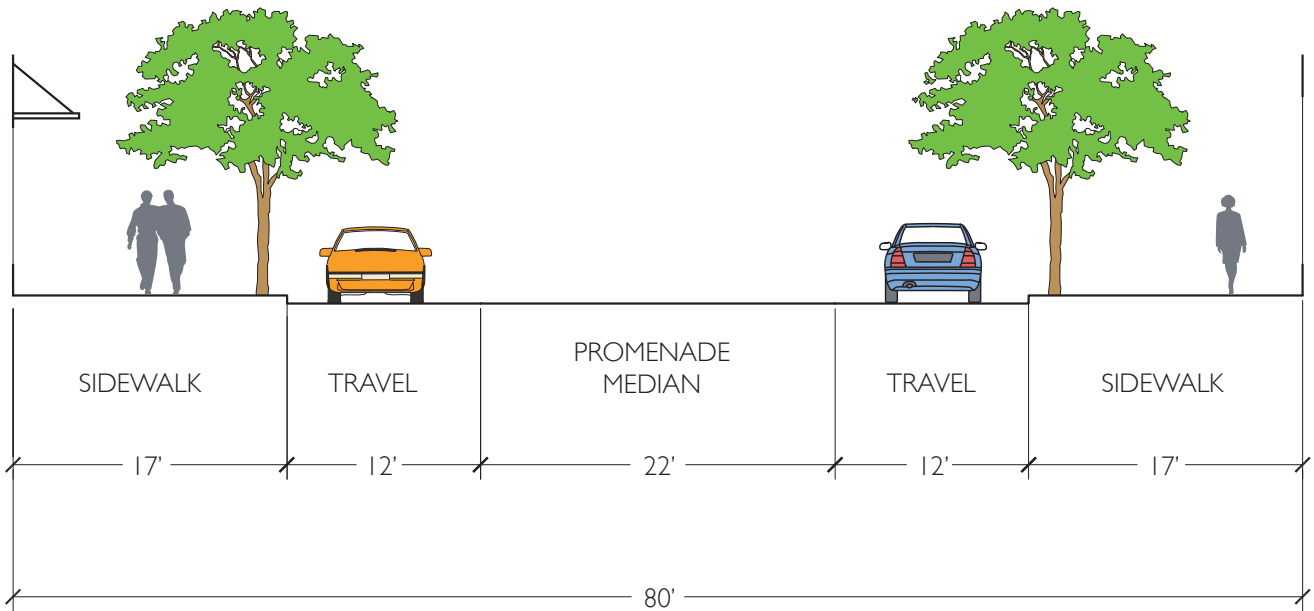 SIDEWALK
TRAVEL
PROMENADE
MEDIAN
TRAVEL
SIDEWALK
17'
12'
22'
12'
17'
80'